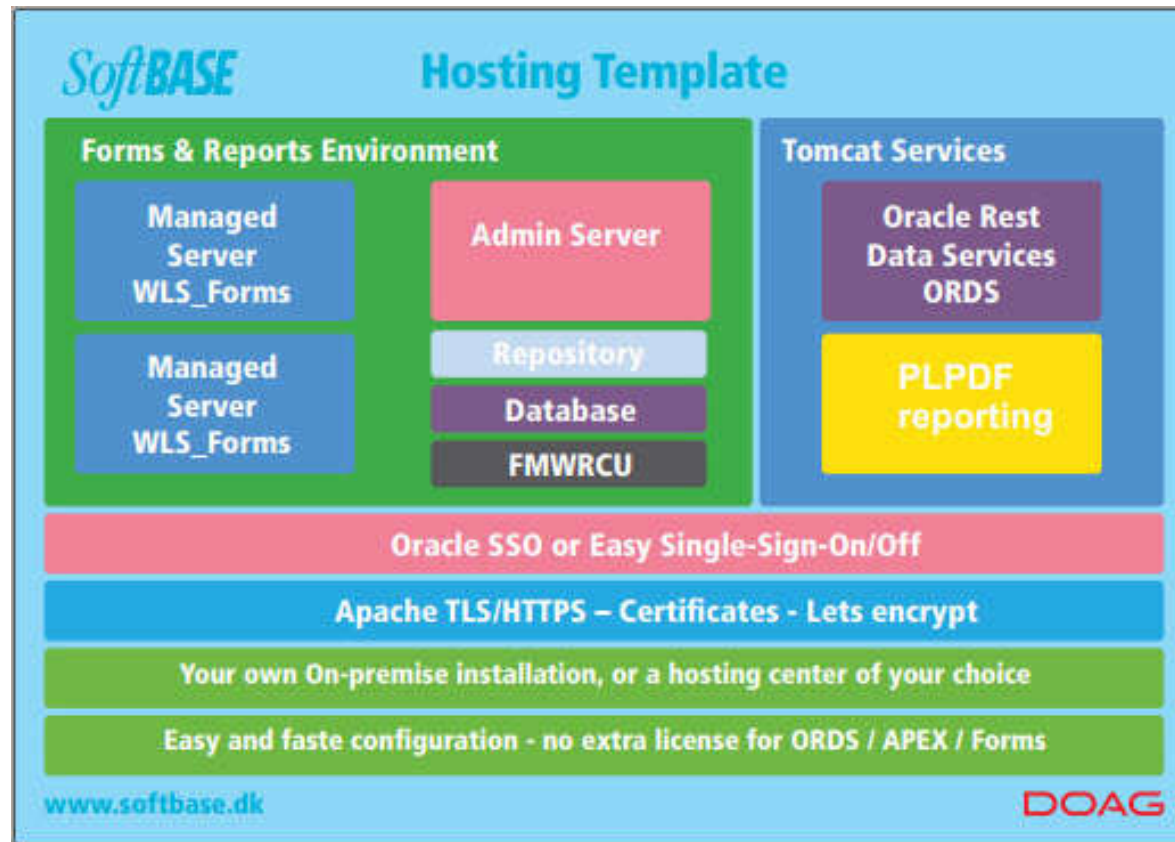 SoftBASE
Hosting Template
Forms & Reports Environment
Managed
Server
WLS_Forms
Managed
Server
WLS_Forms
Admin Server
Repository
Database
FMWRCU
Tomcat Services
Oracle Rest
Data Services
ORDS
PLPDF
reporting
Oracle SSO or Easy Single-Sign-On/Off
Apache TLS/HTTPS – Certificates - Lets encrypt
Your own On-premise installation, or a hosting center of your choice
Easy and faste configuration - no extra license for ORDS / APEX / Forms
www.softbase.dk
DOAG